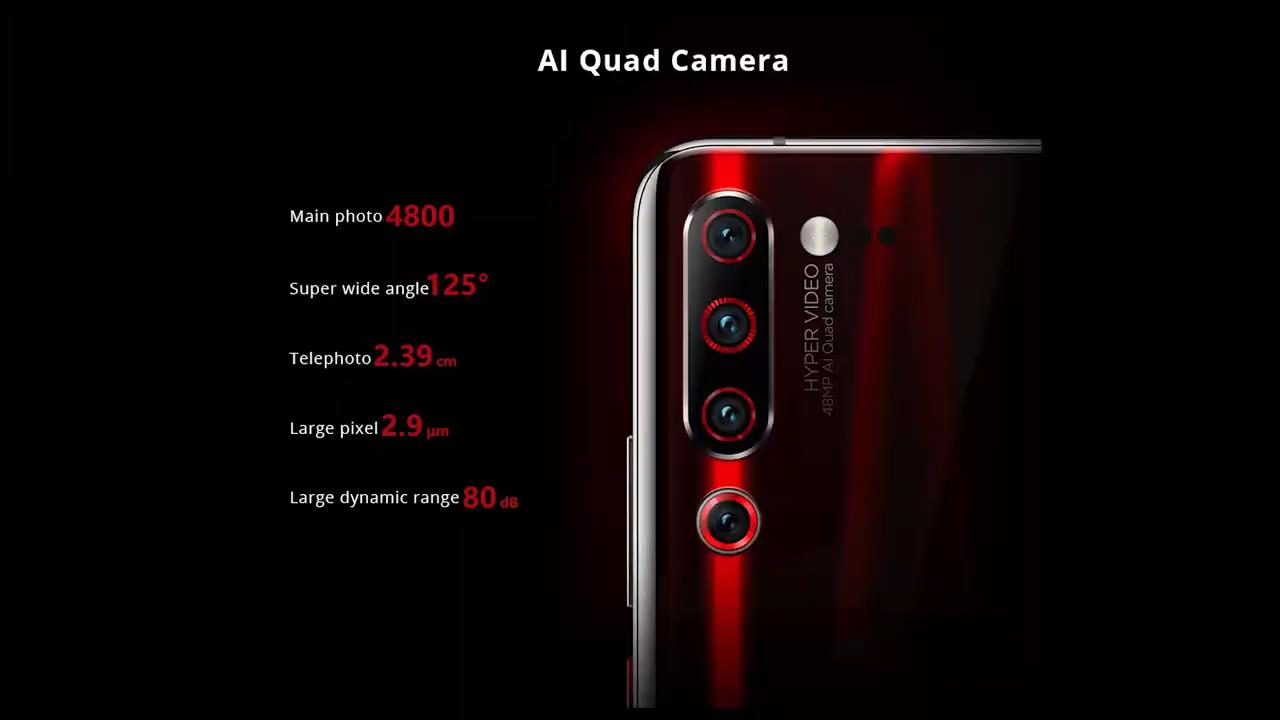 AI Quad Camera
Main photo 4800
Super wide angle 125°
Telephoto 2.39 cm
Large pixel 2.9 μm
Large dynamic range 80 dB
HYPER VIDEO
48MP AI Quad camera